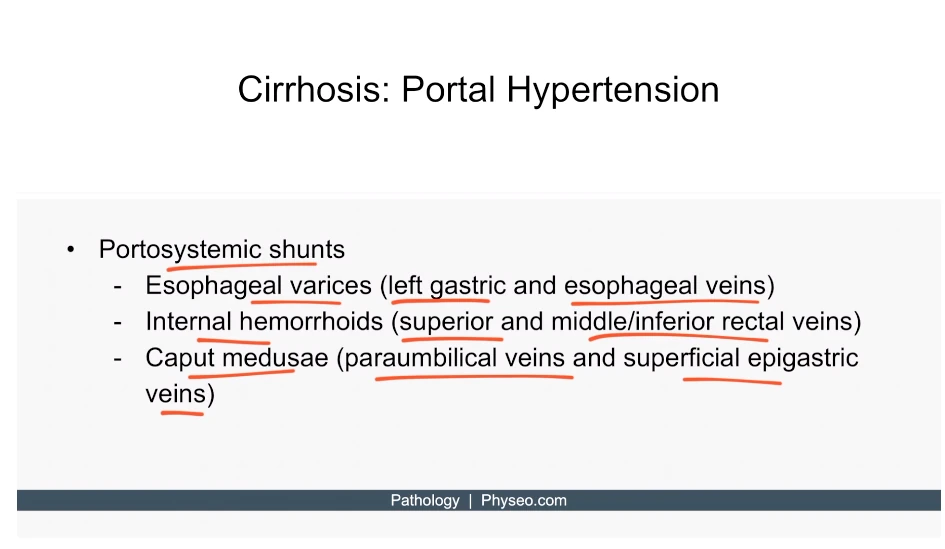 Cirrhosis: Portal Hypertension
• Portosystemic shunts
- Esophageal varices (left gastric and esophageal veins)
- Internal hemorrhoids (superior and middle/inferior rectal veins)
- Caput medusae (paraumbilical veins and superficial epigastric
veins)
Pathology | Physeo.com